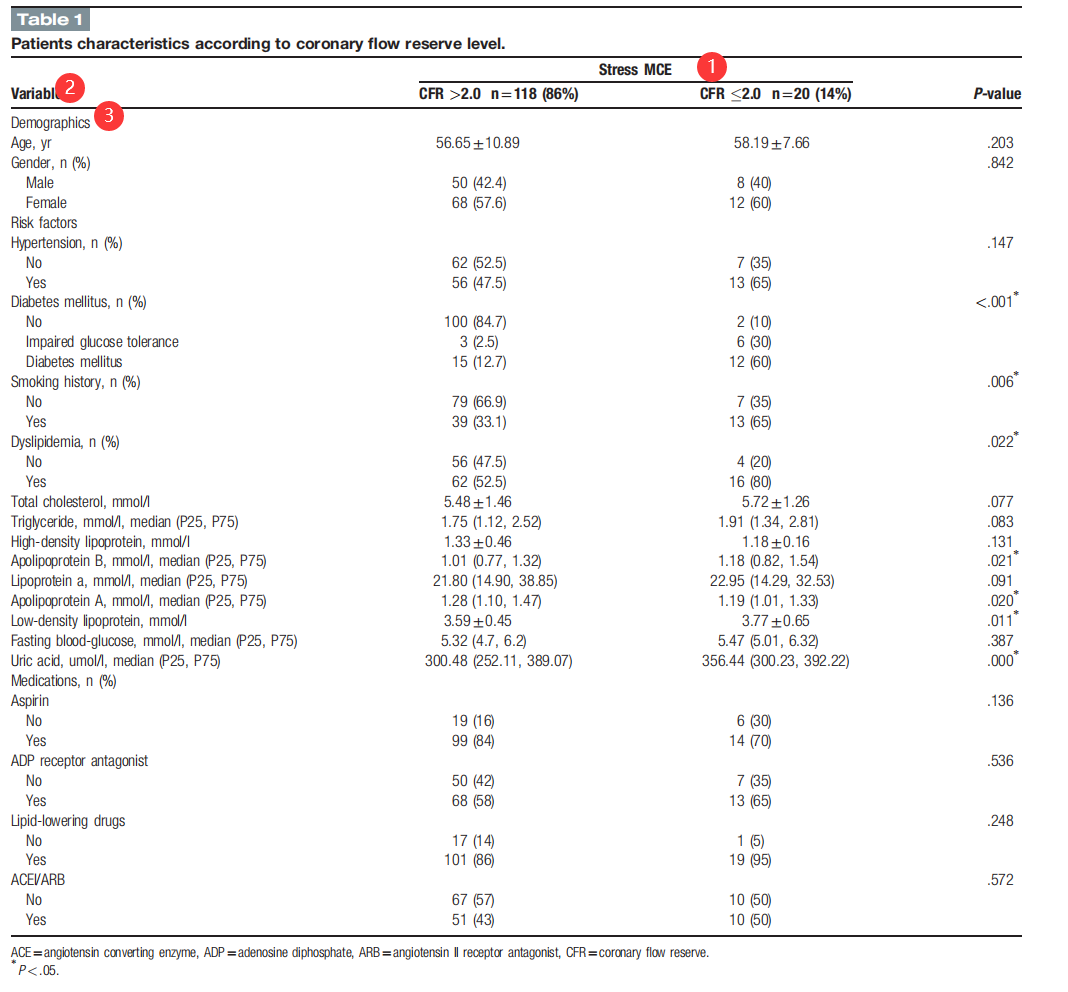 Table 1
Patients characteristics according to coronary flow reserve level.
Stress MCE 1
Variable 2 CFR >2.0 n=118 (86%) CFR ≤2.0 n=20 (14%) P-value
Demographics 3
Age, yr 56.65±10.89 58.19±7.66 .203
Gender, n (%) .842
Male 50 (42.4) 8 (40)
Female 68 (57.6) 12 (60)
Risk factors
Hypertension, n (%) .147
No 62 (52.5) 7 (35)
Yes 56 (47.5) 13 (65)
Diabetes mellitus, n (%) <.001*
No 100 (84.7) 2 (10)
Impaired glucose tolerance 3 (2.5) 6 (30)
Diabetes mellitus 15 (12.7) 12 (60)
Smoking history, n (%) .006*
No 79 (66.9) 7 (35)
Yes 39 (33.1) 13 (65)
Dyslipidemia, n (%) .022*
No 56 (47.5) 4 (20)
Yes 62 (52.5) 16 (80)
Total cholesterol, mmol/l 5.48±1.46 5.72±1.26 .077
Triglyceride, mmol/l, median (P25, P75) 1.75 (1.12, 2.52) 1.91 (1.34, 2.81) .083
High-density lipoprotein, mmol/l 1.33±0.46 1.18±0.16 .131
Apolipoprotein B, mmol/l, median (P25, P75) 1.01 (0.77, 1.32) 1.18 (0.82, 1.54) .021*
Lipoprotein a, mmol/l, median (P25, P75) 21.80 (14.90, 38.85) 22.95 (14.29, 32.53) .091
Apolipoprotein A, mmol/l, median (P25, P75) 1.28 (1.10, 1.47) 1.19 (1.01, 1.33) .020*
Low-density lipoprotein, mmol/l 3.59±0.45 3.77±0.65 .011*
Fasting blood-glucose, mmol/l, median (P25, P75) 5.32 (4.7, 6.2) 5.47 (5.01, 6.32) .387
Uric acid, umol/l, median (P25, P75) 300.48 (252.11, 389.07) 356.44 (300.23, 392.22) .000*
Medications, n (%)
Aspirin .136
No 19 (16) 6 (30)
Yes 99 (84) 14 (70)
ADP receptor antagonist .536
No 50 (42) 7 (35)
Yes 68 (58) 13 (65)
Lipid-lowering drugs .248
No 17 (14) 1 (5)
Yes 101 (86) 19 (95)
ACEI/ARB .572
No 67 (57) 10 (50)
Yes 51 (43) 10 (50)
ACE=angiotensin converting enzyme, ADP=adenosine diphosphate, ARB=angiotensin II receptor antagonist, CFR=coronary flow reserve.
*P<.05.